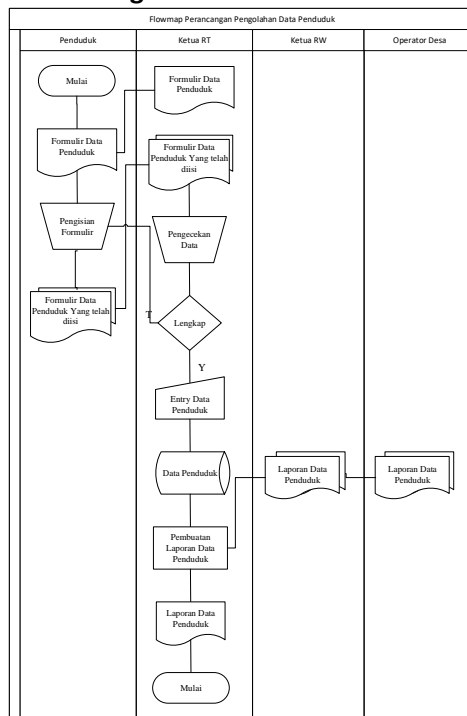 Flowmap Perancangan Pengolahan Data Penduduk
Penduduk
Ketua RT
Ketua RW
Operator Desa
Mulai
Formulir Data
Penduduk
Formulir Data
Penduduk
Formulir Data
Penduduk Yang telah
diisi
Pengisian
Formulir
Pengecekan
Data
Formulir Data
Penduduk Yang telah
diisi
T
Lengkap
Y
Entry Data
Penduduk
Data Penduduk
Laporan Data
Penduduk
Laporan Data
Penduduk
Pembuatan
Laporan Data
Penduduk
Laporan Data
Penduduk
Mulai